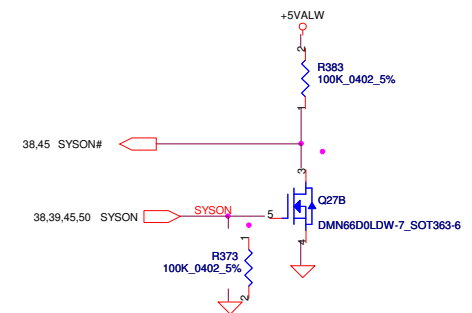 +5VALW
2
R383
100K_0402_5%
1
38,45 SYSON#
3
Q27B
38,39,45,50 SYSON
SYSON
5
DMN66D0LDW-7_SOT363-6
4
1
R373
100K_0402_5%
2